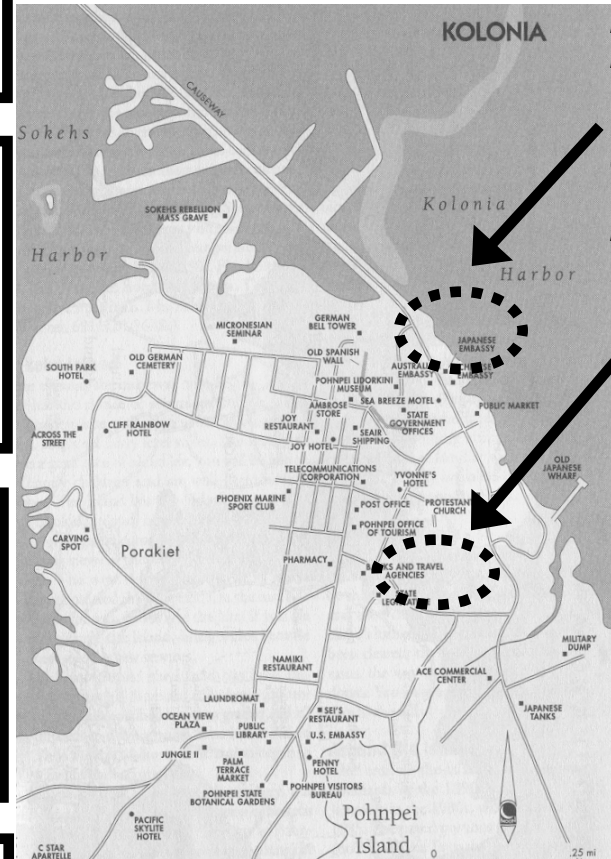 KOLONIA
CAUSEWAY
Sokehs
Kolonia
SOKEHS REBELLION
MASS GRAVE
Harbor
Harbor
MICRONESIAN
SEMINAR
GERMAN
BELL TOWER
OLD SPANISH
WALL
JAPANESE
EMBASSY
OLD GERMAN
CEMETERY
SOUTH PARK
HOTEL
EMBASSY
EMBASSY
POHNPEI LIDORKINI
MUSEUM
SEA BREEZE MOTEL
AMBROSE
STORE
PUBLIC MARKET
STATE
GOVERNMENT
OFFICES
JOY
RESTAURANT
SEAIR
SHIPPING
CLIFF RAINBOW
HOTEL
ACROSS THE
STREET
JOY HOTEL
OLD
JAPANESE
WHARF
TELECOMMUNICATIONS
CORPORATION
YVONNE'S
HOTEL
PHOENIX MARINE
SPORT CLUB
POST OFFICE
PROTESTANT
CHURCH
POHNPEI OFFICE
OF TOURISM
CARVING
SPOT
Porakiet
PHARMACY
AND TRAVEL
AGENCIES
STATE
MILITARY
DUMP
NAMIKI
RESTAURANT
ACE COMMERCIAL
CENTER
LAUNDROMAT
SEI'S
RESTAURANT
JAPANESE
TANKS
OCEAN VIEW
PLAZA
PUBLIC
LIBRARY
U.S. EMBASSY
JUNGLE II
PALM
TERRACE
MARKET
PENNY
HOTEL
POHNPEI STATE
BOTANICAL GARDENS
POHNPEI VISITORS
BUREAU
PACIFIC
SKYLITE
HOTEL
Pohnpei
Island
C STAR
APARTELLE
0 .25 mi